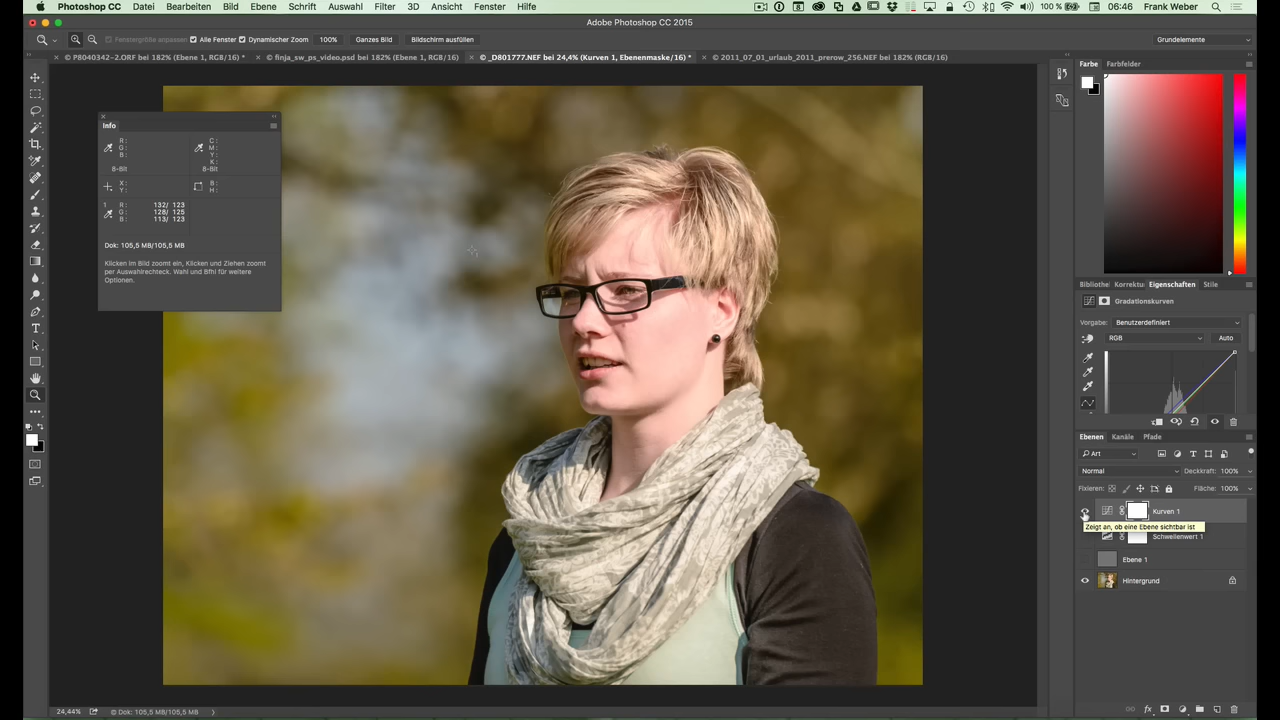 Photoshop CC Datei Bearbeiten Bild Ebene Schrift Auswahl Filter 3D Ansicht Fenster Hilfe 100 % Do. 06:46 Frank Weber
Adobe Photoshop CC 2015
Fenstergröße anpassen Alle Fenster Dynamischer Zoom 100% Ganzes Bild Bildschirm ausfüllen Grundelemente
© P8040342-2.ORF bei 182% (Ebene 1, RGB/16) * © finja_sw_ps_video.psd bei 182% (Ebene 1, RGB/16) © _D801777.NEF bei 24,4% (Kurven 1, Ebenenmaske/16) * © 2011_07_01_urlaub_2011_prerow_256.NEF bei 182% (RGB/16)
Info
R: C:
G: M:
B: Y:
K:
8-Bit 8-Bit
X: B:
Y: H:
1 R: 132/ 123
G: 128/ 125
B: 113/ 123
Dok: 105,5 MB/105,5 MB
Klicken im Bild zoomt ein, Klicken und Ziehen zoomt
per Auswahlrechteck. Wahl und Bfhl für weitere
Optionen.
Farbe Farbfelder
Bibliothe Korrektu Eigenschaften Stile
Gradationskurven
Vorgabe: Benutzerdefiniert
RGB Auto
Ebenen Kanäle Pfade
Art
Normal Deckkraft: 100%
Fixieren: Fläche: 100%
Kurven 1
Zeigt an, ob eine Ebene sichtbar ist
Schwellenwert 1
Ebene 1
Hintergrund
24,44% Dok: 105,5 MB/105,5 MB